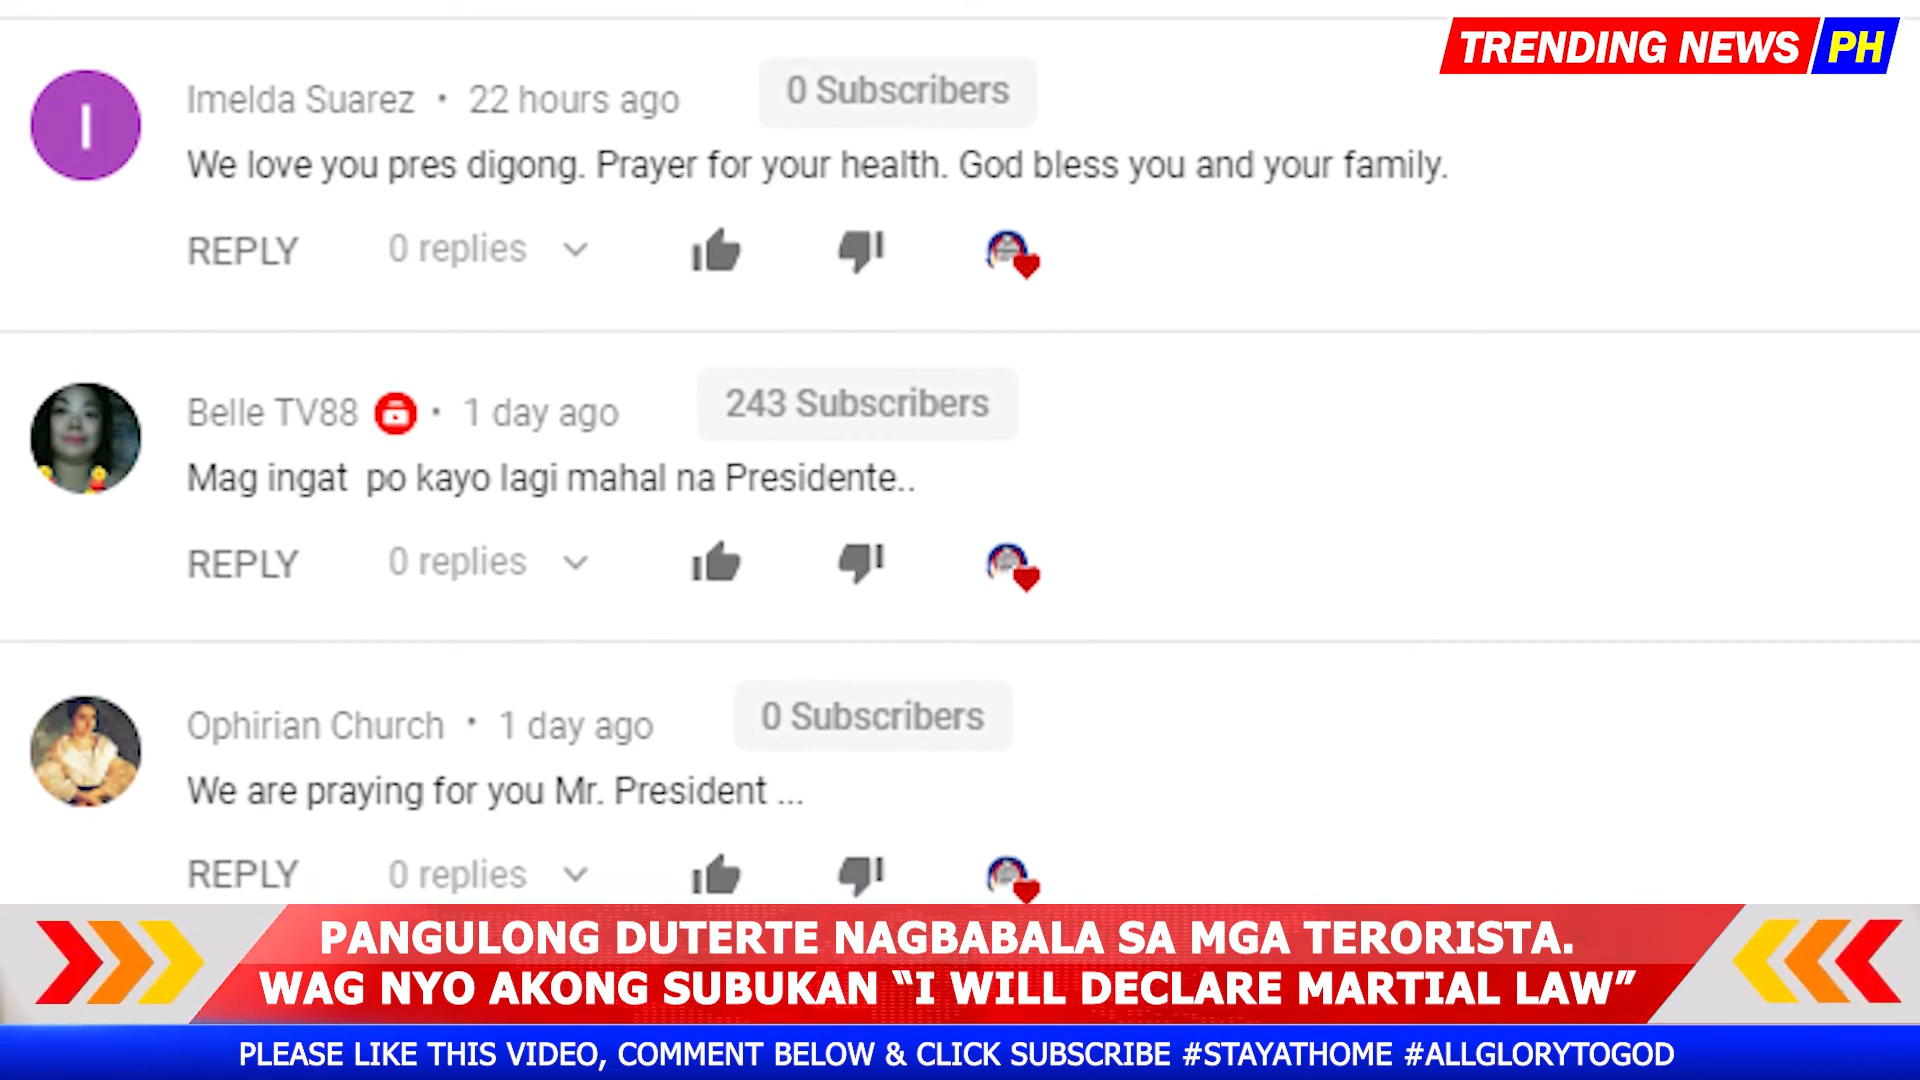 TRENDING NEWS PH
I
Imelda Suarez • 22 hours ago 0 Subscribers
We love you pres digong. Prayer for your health. God bless you and your family.
REPLY 0 replies
Belle TV88 • 1 day ago 243 Subscribers
Mag ingat po kayo lagi mahal na Presidente..
REPLY 0 replies
Ophirian Church • 1 day ago 0 Subscribers
We are praying for you Mr. President ...
REPLY 0 replies
PANGULONG DUTERTE NAGBABALA SA MGA TERORISTA.
WAG NYO AKONG SUBUKAN “I WILL DECLARE MARTIAL LAW”
PLEASE LIKE THIS VIDEO, COMMENT BELOW & CLICK SUBSCRIBE #STAYATHOME #ALLGLORYTOGOD